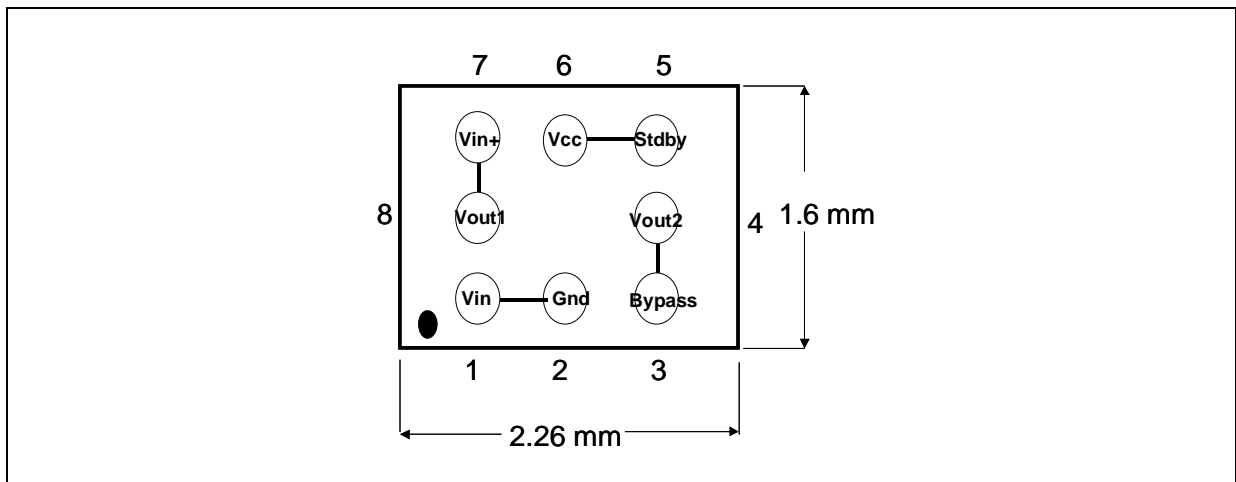 7 6 5
Vin+ Vcc Stdby
8 Vout1 Vout2 4 1.6 mm
Vin Gnd Bypass
1 2 3
2.26 mm